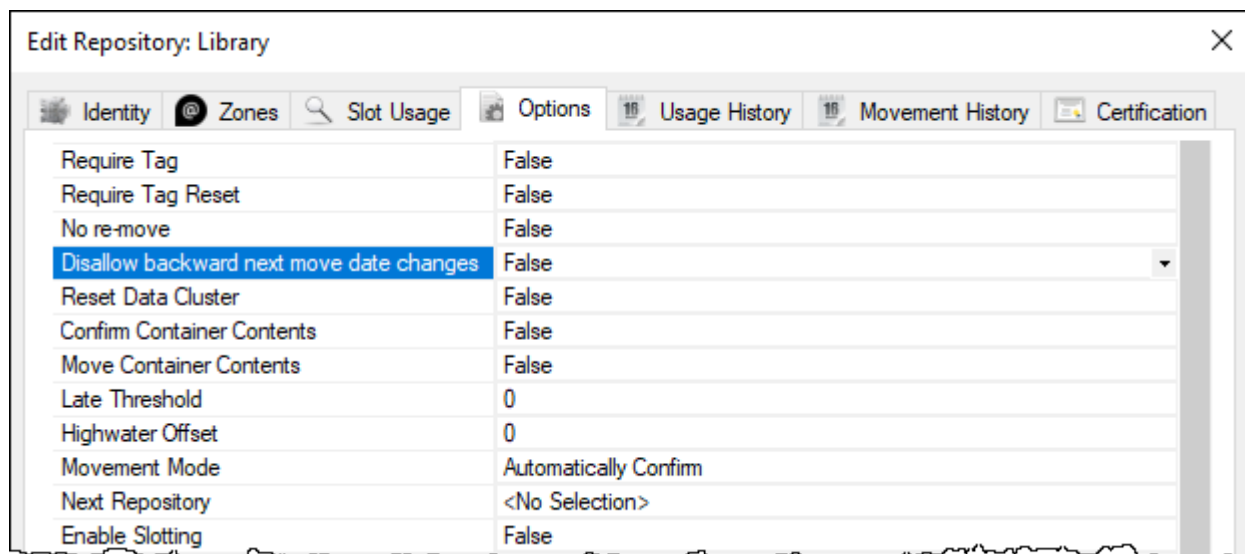 Edit Repository: Library
Identity Zones Slot Usage Options 16 Usage History 16 Movement History Certification
Require Tag False
Require Tag Reset False
No re-move False
Disallow backward next move date changes False
Reset Data Cluster False
Confirm Container Contents False
Move Container Contents False
Late Threshold 0
Highwater Offset 0
Movement Mode Automatically Confirm
Next Repository <No Selection>
Enable Slotting False